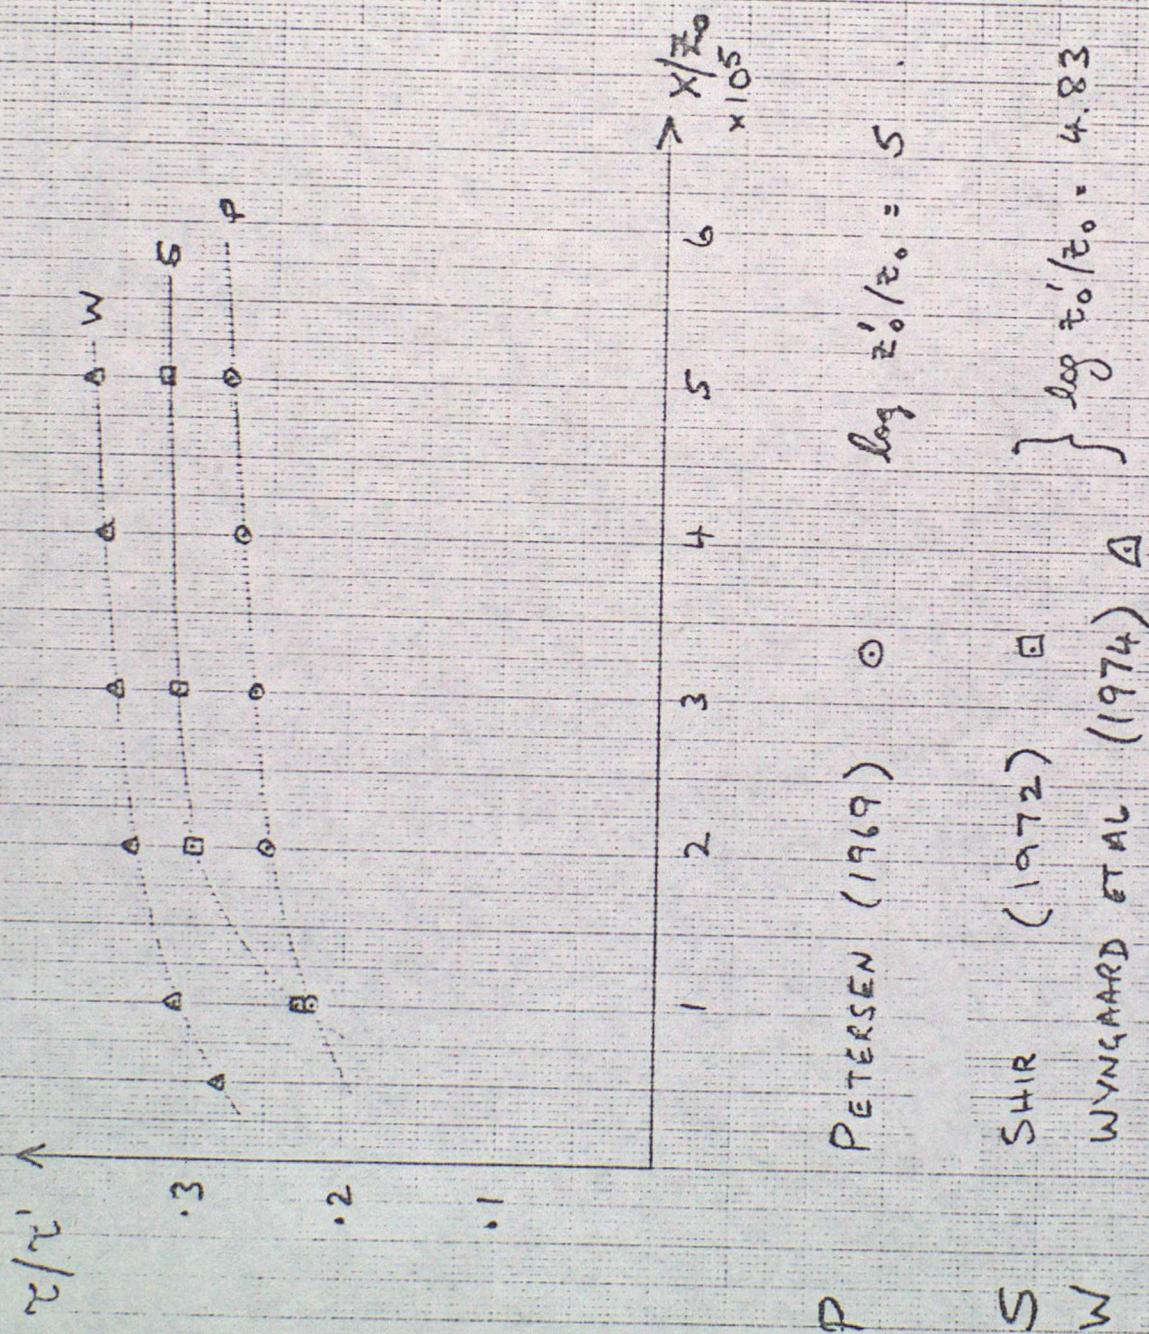 τ/τ'
.3
.2
.1
W
S
P
1 2 3 4 5 6
X/z₀
×10⁵
P PETERSEN (1969) ⊙ log z₀'/z₀ = 5
S SHIR (1972) ⊡
W WYNGAARD ET AL (1974) △ } log z₀'/z₀ = 4.83